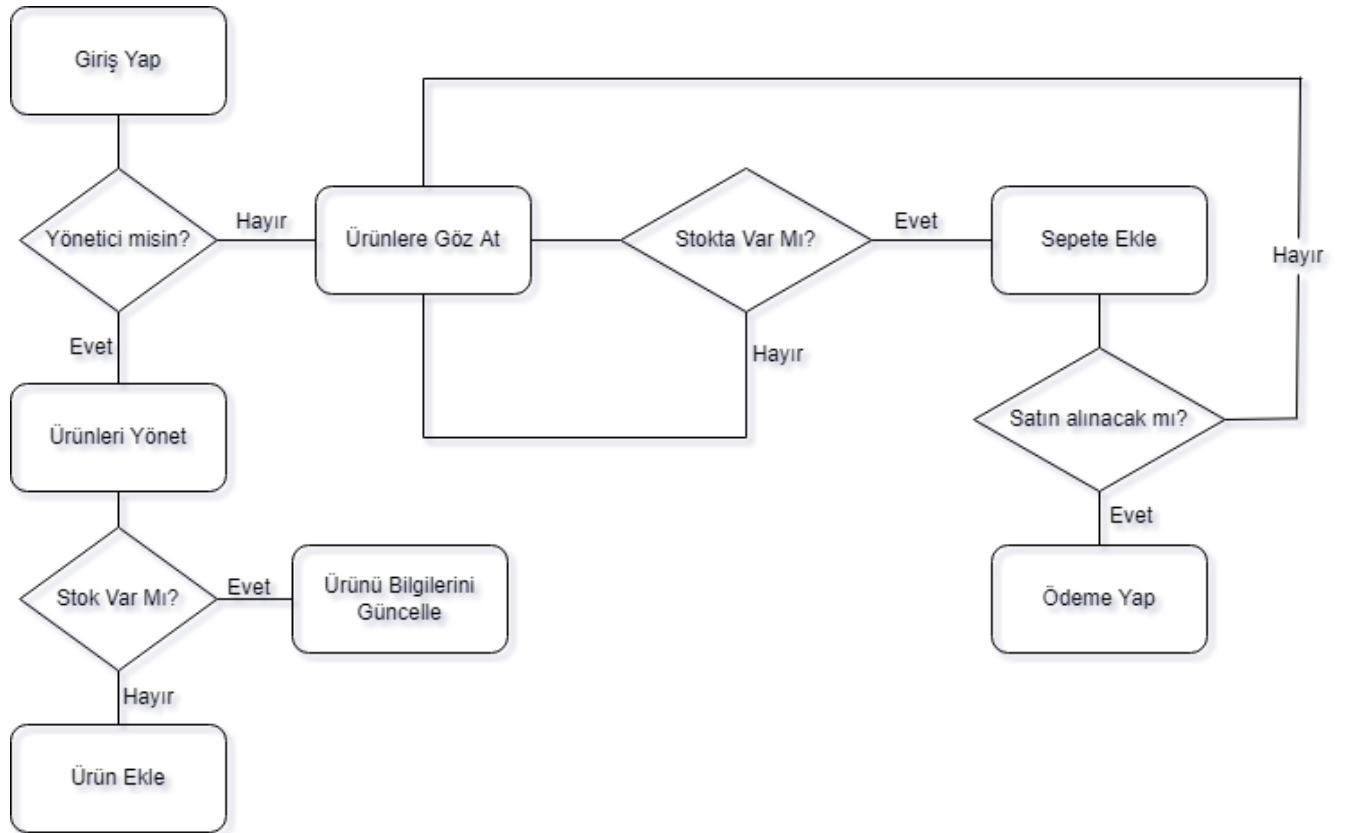 Giriş Yap
Yönetici misin?
Hayır
Ürünlere Göz At
Stokta Var Mı?
Evet
Sepete Ekle
Hayır
Evet
Hayır
Ürünleri Yönet
Satın alınacak mı?
Evet
Stok Var Mı?
Evet
Ürünü Bilgilerini
Güncelle
Ödeme Yap
Hayır
Ürün Ekle